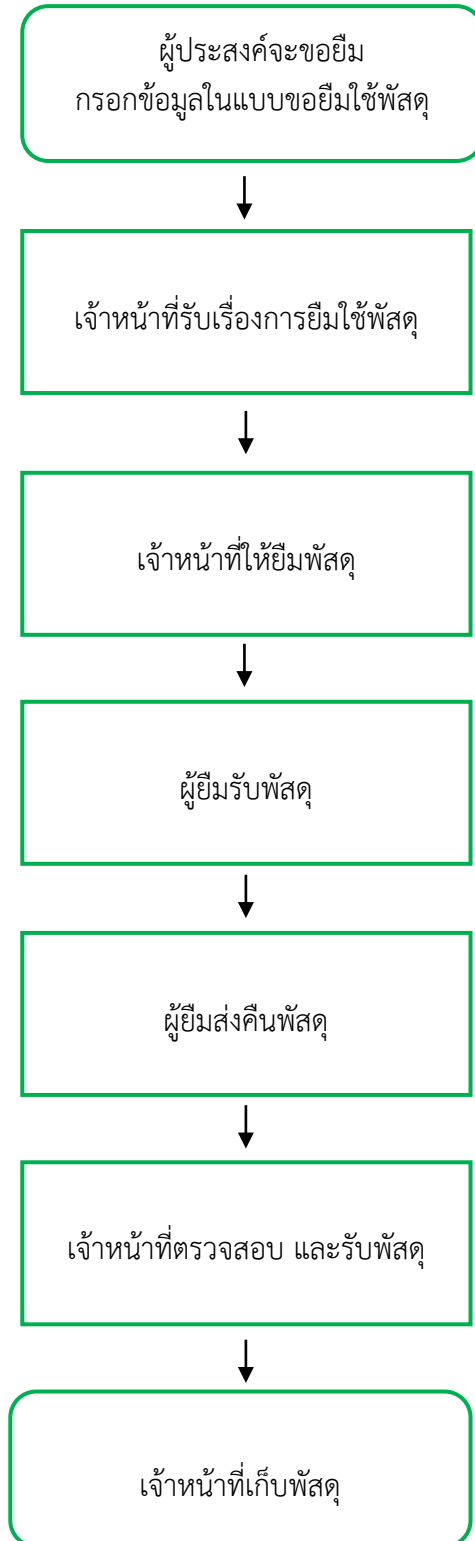 ผู้ประสงค์จะขอยืม
กรอกข้อมูลในแบบขอยืมใช้พัสดุ
เจ้าหน้าที่รับเรื่องการยืมใช้พัสดุ
เจ้าหน้าที่ให้ยืมพัสดุ
ผู้ยืมรับพัสดุ
ผู้ยืมส่งคืนพัสดุ
เจ้าหน้าที่ตรวจสอบ และรับพัสดุ
เจ้าหน้าที่เก็บพัสดุ